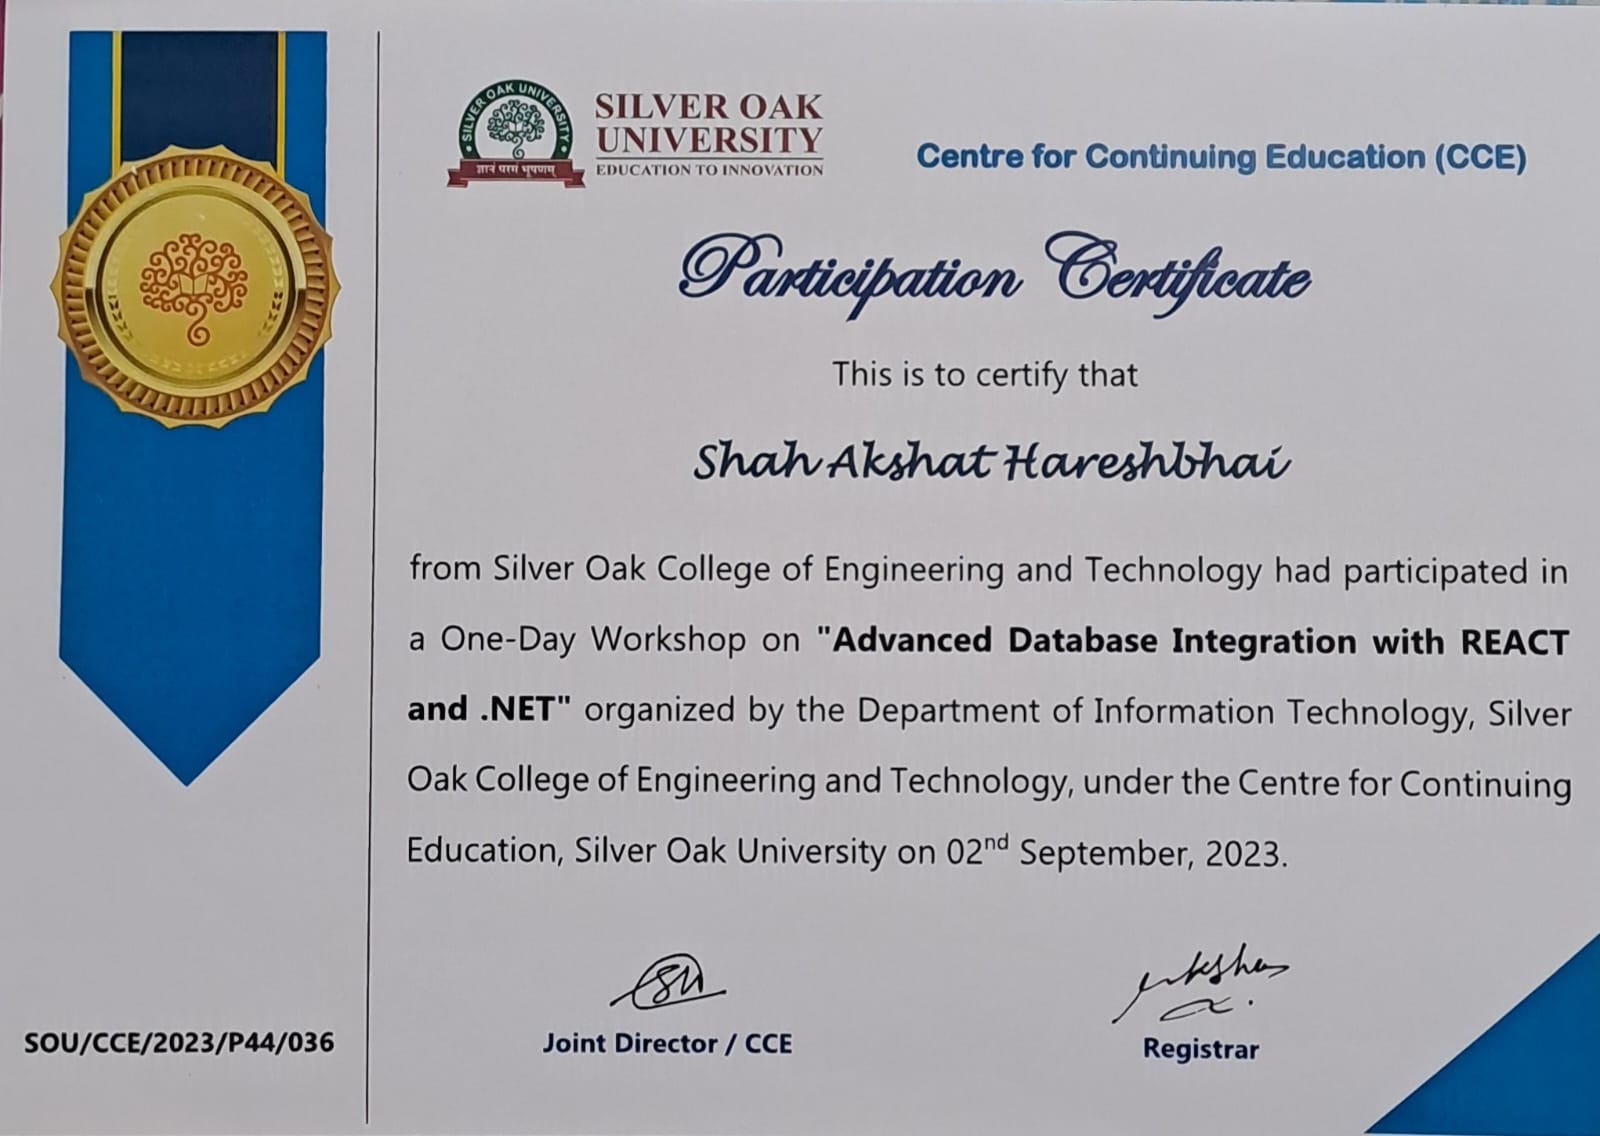 SILVER OAK UNIVERSITY
ज्ञानं परमं भूषणम्
SILVER OAK
UNIVERSITY
EDUCATION TO INNOVATION
Centre for Continuing Education (CCE)
Participation Certificate
This is to certify that
Shah Akshat Hareshbhai
from Silver Oak College of Engineering and Technology had participated in
a One-Day Workshop on "Advanced Database Integration with REACT
and .NET" organized by the Department of Information Technology, Silver
Oak College of Engineering and Technology, under the Centre for Continuing
Education, Silver Oak University on 02nd September, 2023.
SOU/CCE/2023/P44/036
Joint Director / CCE
Registrar